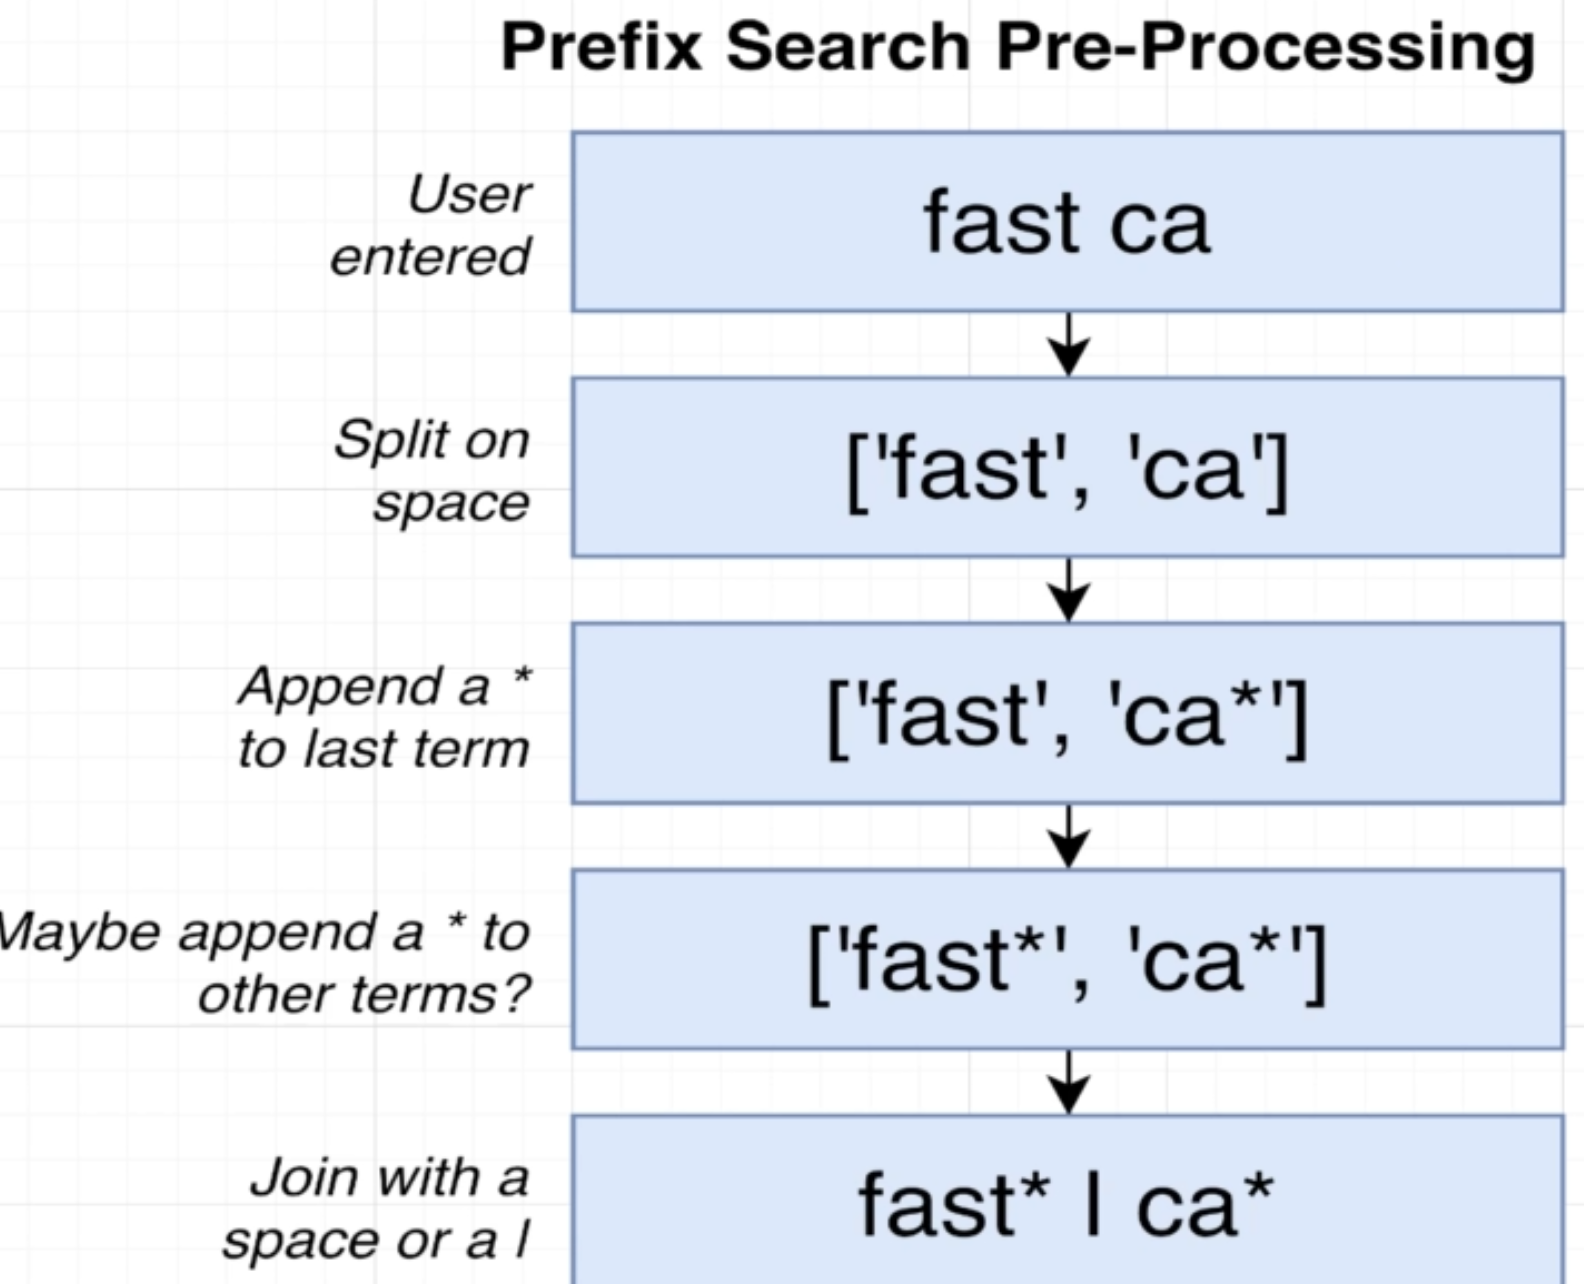 Prefix Search Pre-Processing
User
entered
fast ca
Split on
space
['fast', 'ca']
Append a *
to last term
['fast', 'ca*']
Maybe append a * to
other terms?
['fast*', 'ca*']
Join with a
space or a |
fast* | ca*